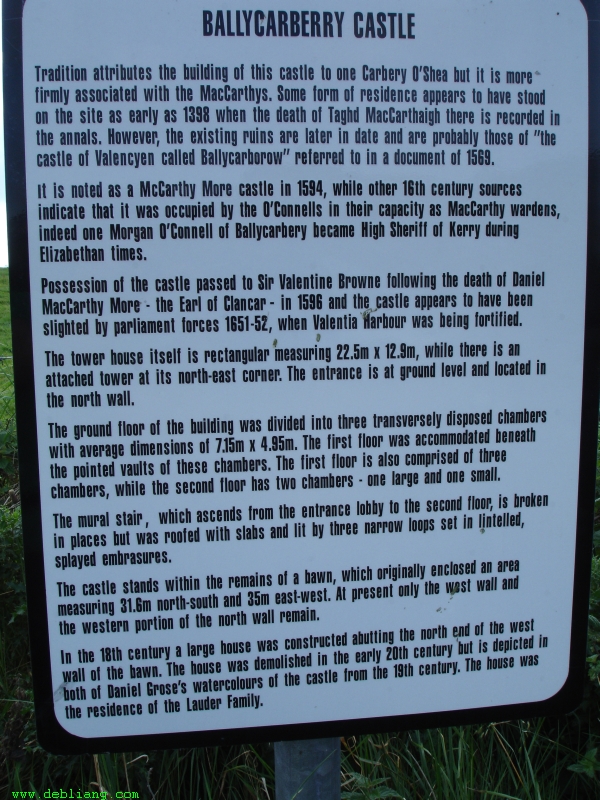 BALLYCARBERRY CASTLE
Tradition attributes the building of this castle to one Carbery O'Shea but it is more
firmly associated with the MacCarthys. Some form of residence appears to have stood
on the site as early as 1398 when the death of Taghd MacCarthaigh there is recorded in
the annals. However, the existing ruins are later in date and are probably those of "the
castle of Valencyen called Ballycarborow" referred to in a document of 1569.
It is noted as a McCarthy More castle in 1594, while other 16th century sources
indicate that it was occupied by the O'Connells in their capacity as MacCarthy wardens,
indeed one Morgan O'Connell of Ballycarbery became High Sheriff of Kerry during
Elizabethan times.
Possession of the castle passed to Sir Valentine Browne following the death of Daniel
MacCarthy More - the Earl of Clancar - in 1596 and the castle appears to have been
slighted by parliament forces 1651-52, when Valentia Harbour was being fortified.
The tower house itself is rectangular measuring 22.5m x 12.9m, while there is an
attached tower at its north-east corner. The entrance is at ground level and located in
the north wall.
The ground floor of the building was divided into three transversely disposed chambers
with average dimensions of 7.15m x 4.95m. The first floor was accommodated beneath
the pointed vaults of these chambers. The first floor is also comprised of three
chambers, while the second floor has two chambers - one large and one small.
The mural stair, which ascends from the entrance lobby to the second floor, is broken
in places but was roofed with slabs and lit by three narrow loops set in lintelled,
splayed embrasures.
The castle stands within the remains of a bawn, which originally enclosed an area
measuring 31.6m north-south and 35m east-west. At present only the west wall and
the western portion of the north wall remain.
In the 18th century a large house was constructed abutting the north end of the west
wall of the bawn. The house was demolished in the early 20th century but is depicted in
both of Daniel Grose's watercolours of the castle from the 19th century. The house was
the residence of the Lauder Family.
www.debliang.com